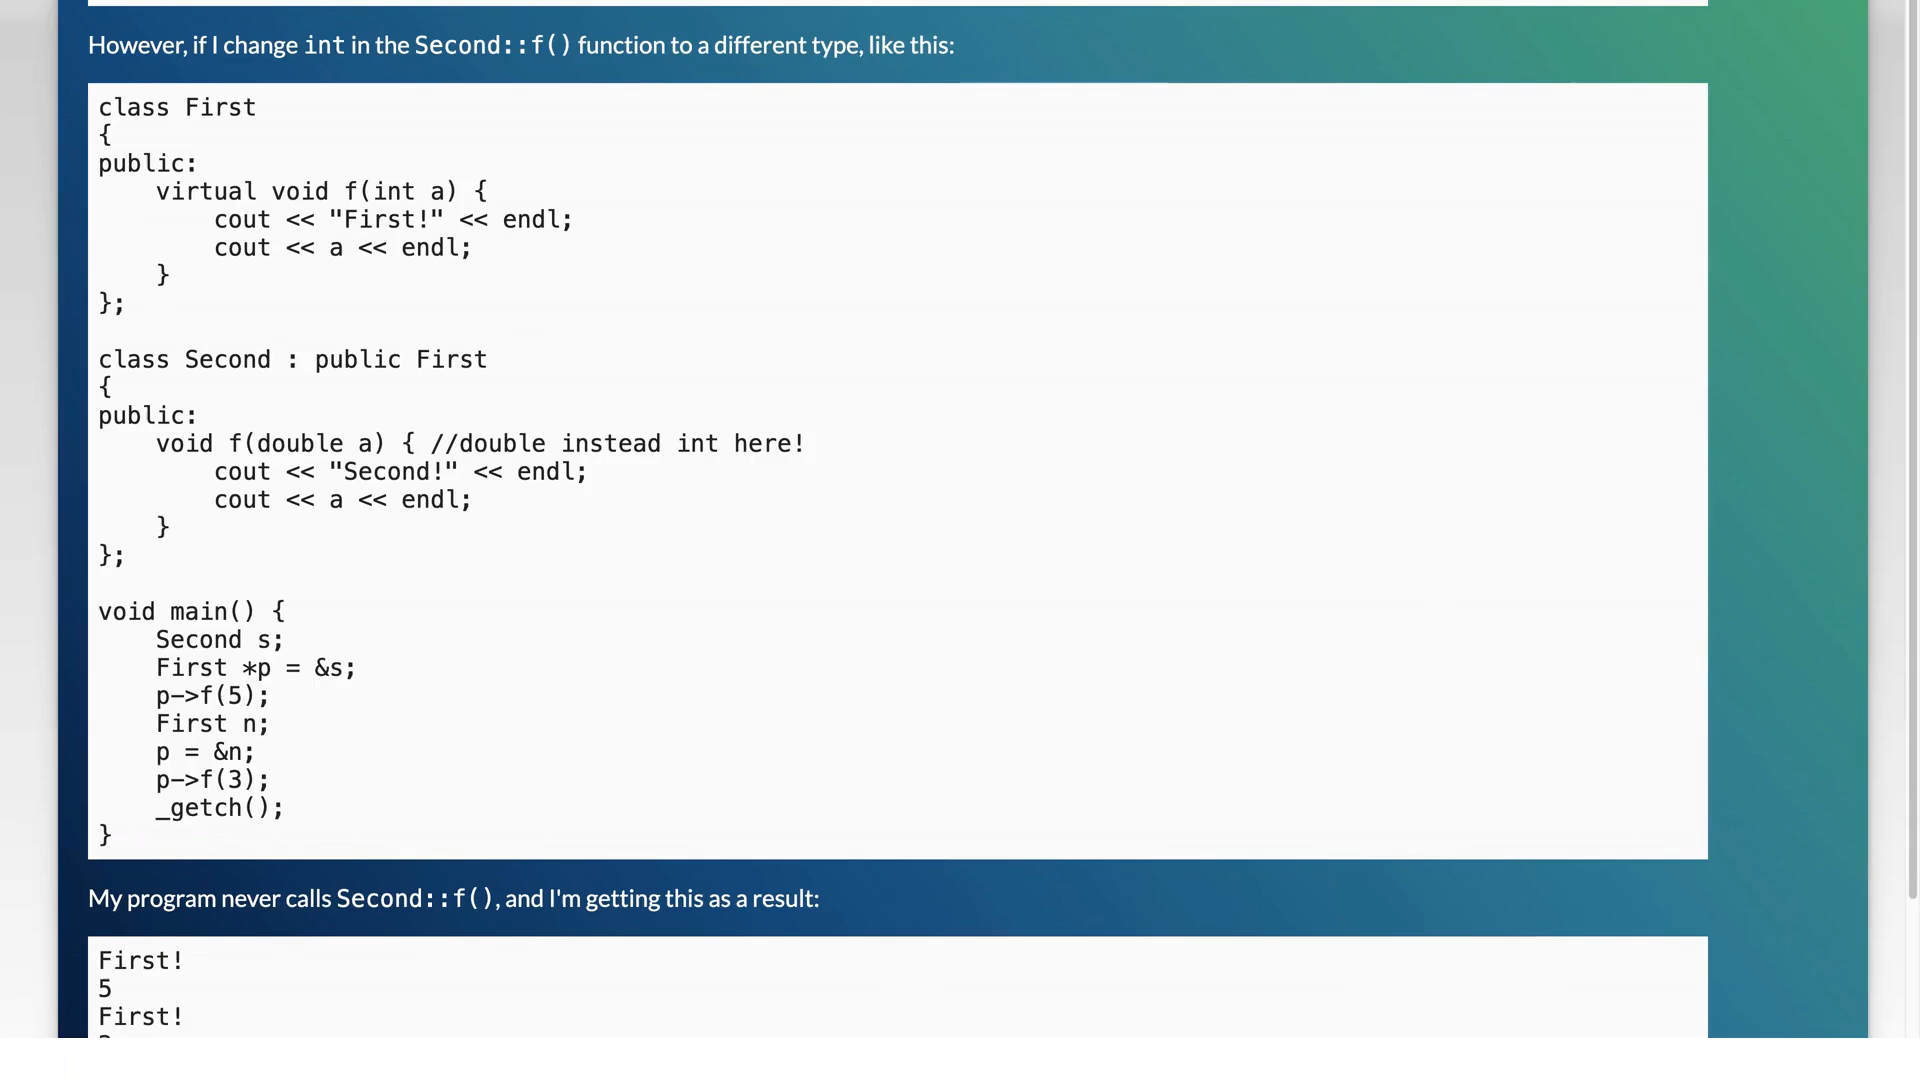 However, if I change int in the Second::f() function to a different type, like this:
class First
{
public:
    virtual void f(int a) {
        cout << "First!" << endl;
        cout << a << endl;
    }
};

class Second : public First
{
public:
    void f(double a) { //double instead int here!
        cout << "Second!" << endl;
        cout << a << endl;
    }
};

void main() {
    Second s;
    First *p = &s;
    p->f(5);
    First n;
    p = &n;
    p->f(3);
    _getch();
}
My program never calls Second::f(), and I'm getting this as a result:
First!
5
First!